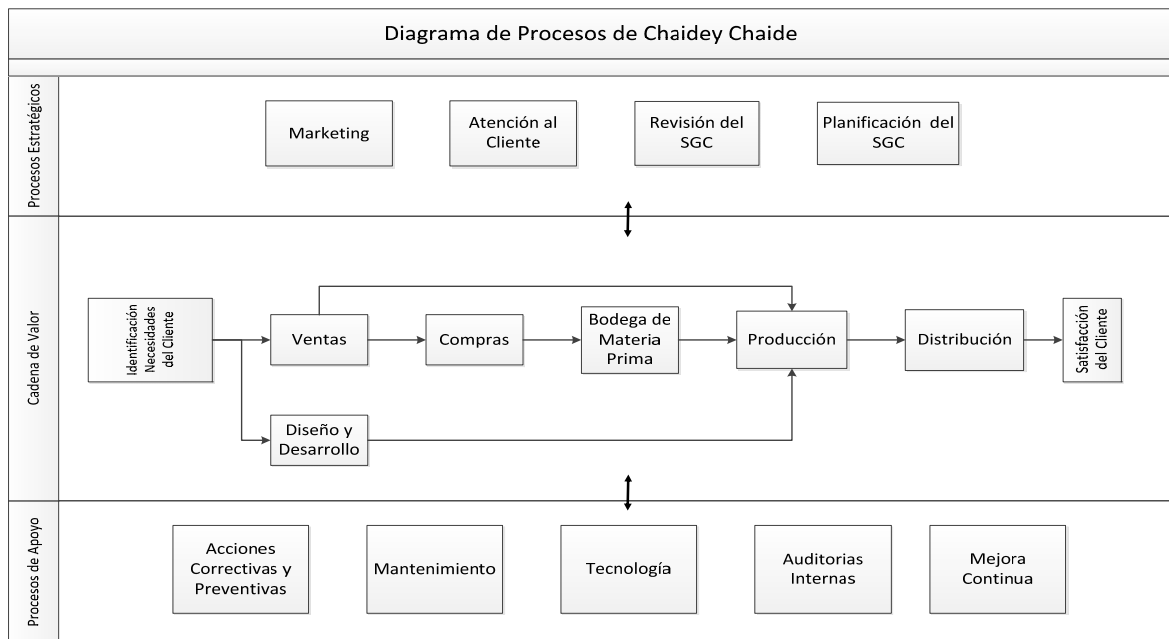 Diagrama de Procesos de Chaidey Chaide
Procesos Estratégicos
Marketing
Atención al
Cliente
Revisión del
SGC
Planificación del
SGC
Cadena de Valor
Identificación
Necesidades
del Cliente
Ventas
Compras
Bodega de
Materia
Prima
Producción
Distribución
Satisfacción
del Cliente
Diseño y
Desarrollo
Procesos de Apoyo
Acciones
Correctivas y
Preventivas
Mantenimiento
Tecnología
Auditorias
Internas
Mejora
Continua